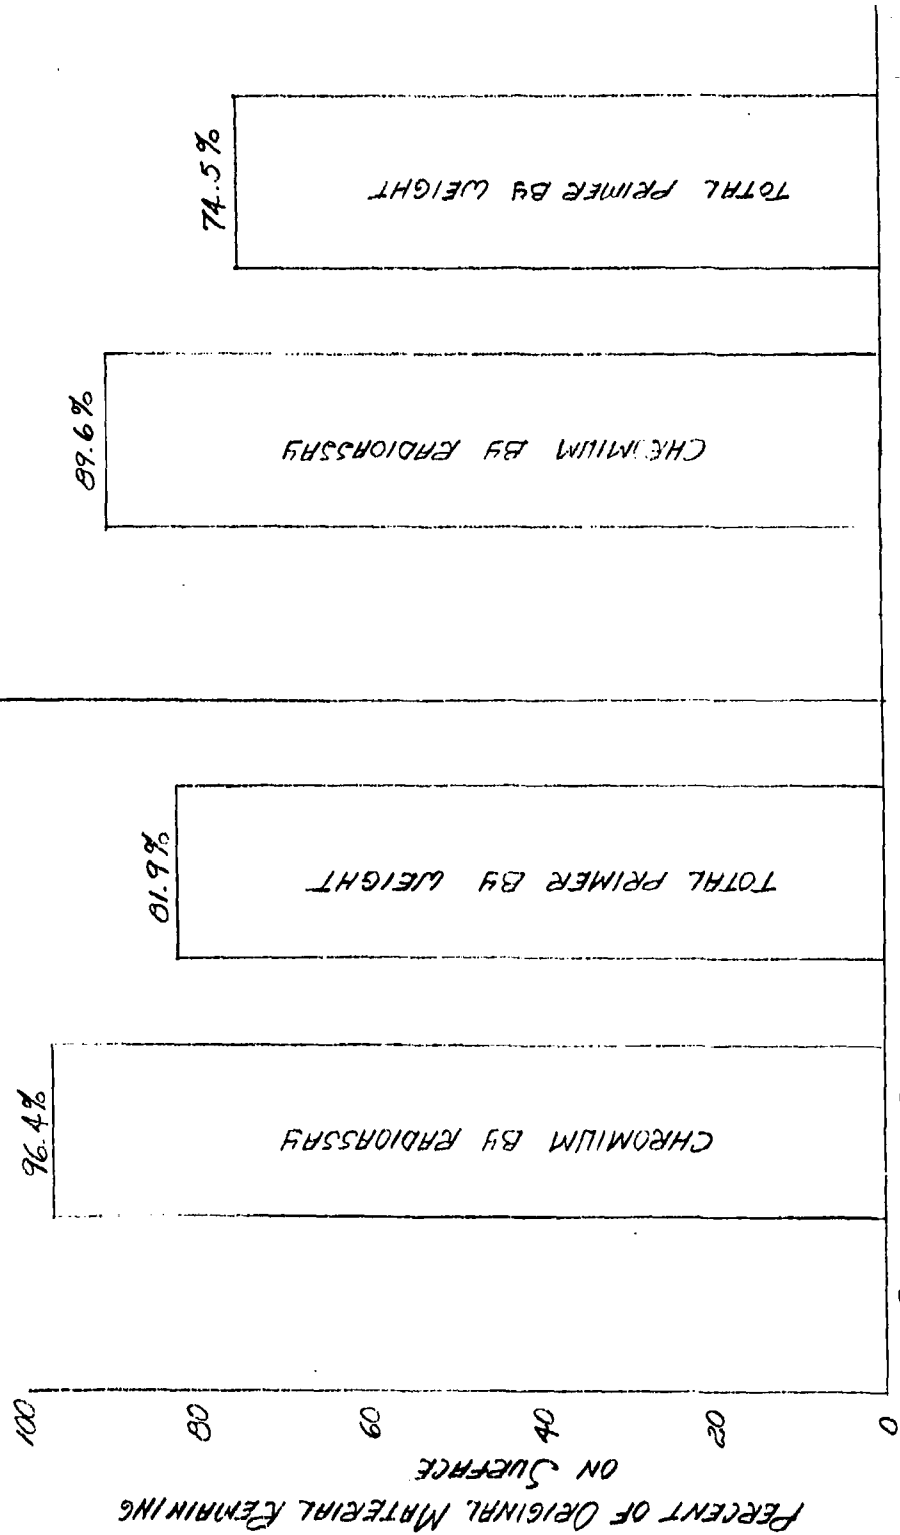 PERCENT OF ORIGINAL MATERIAL REMAINING
ON SURFACE
100
80
60
40
20
0
96.4%
CHROMIUM BY RADIOASSAY
81.9%
TOTAL PRIMER BY WEIGHT
89.6%
CHROMIUM BY RADIOASSAY
74.5%
TOTAL PRIMER BY WEIGHT